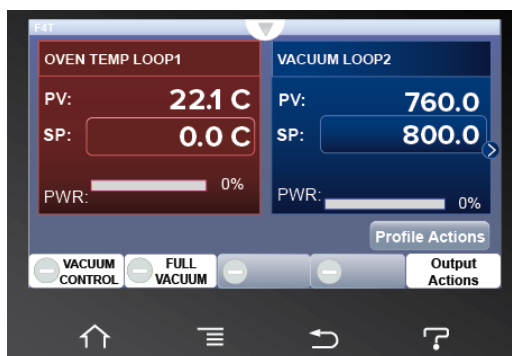 F4T
OVEN TEMP LOOP1
PV: 22.1 C
SP: 0.0 C
PWR: 0%
VACUUM LOOP2
PV: 760.0
SP: 800.0
PWR: 0%
Profile Actions
VACUUM
CONTROL
FULL
VACUUM
Output
Actions